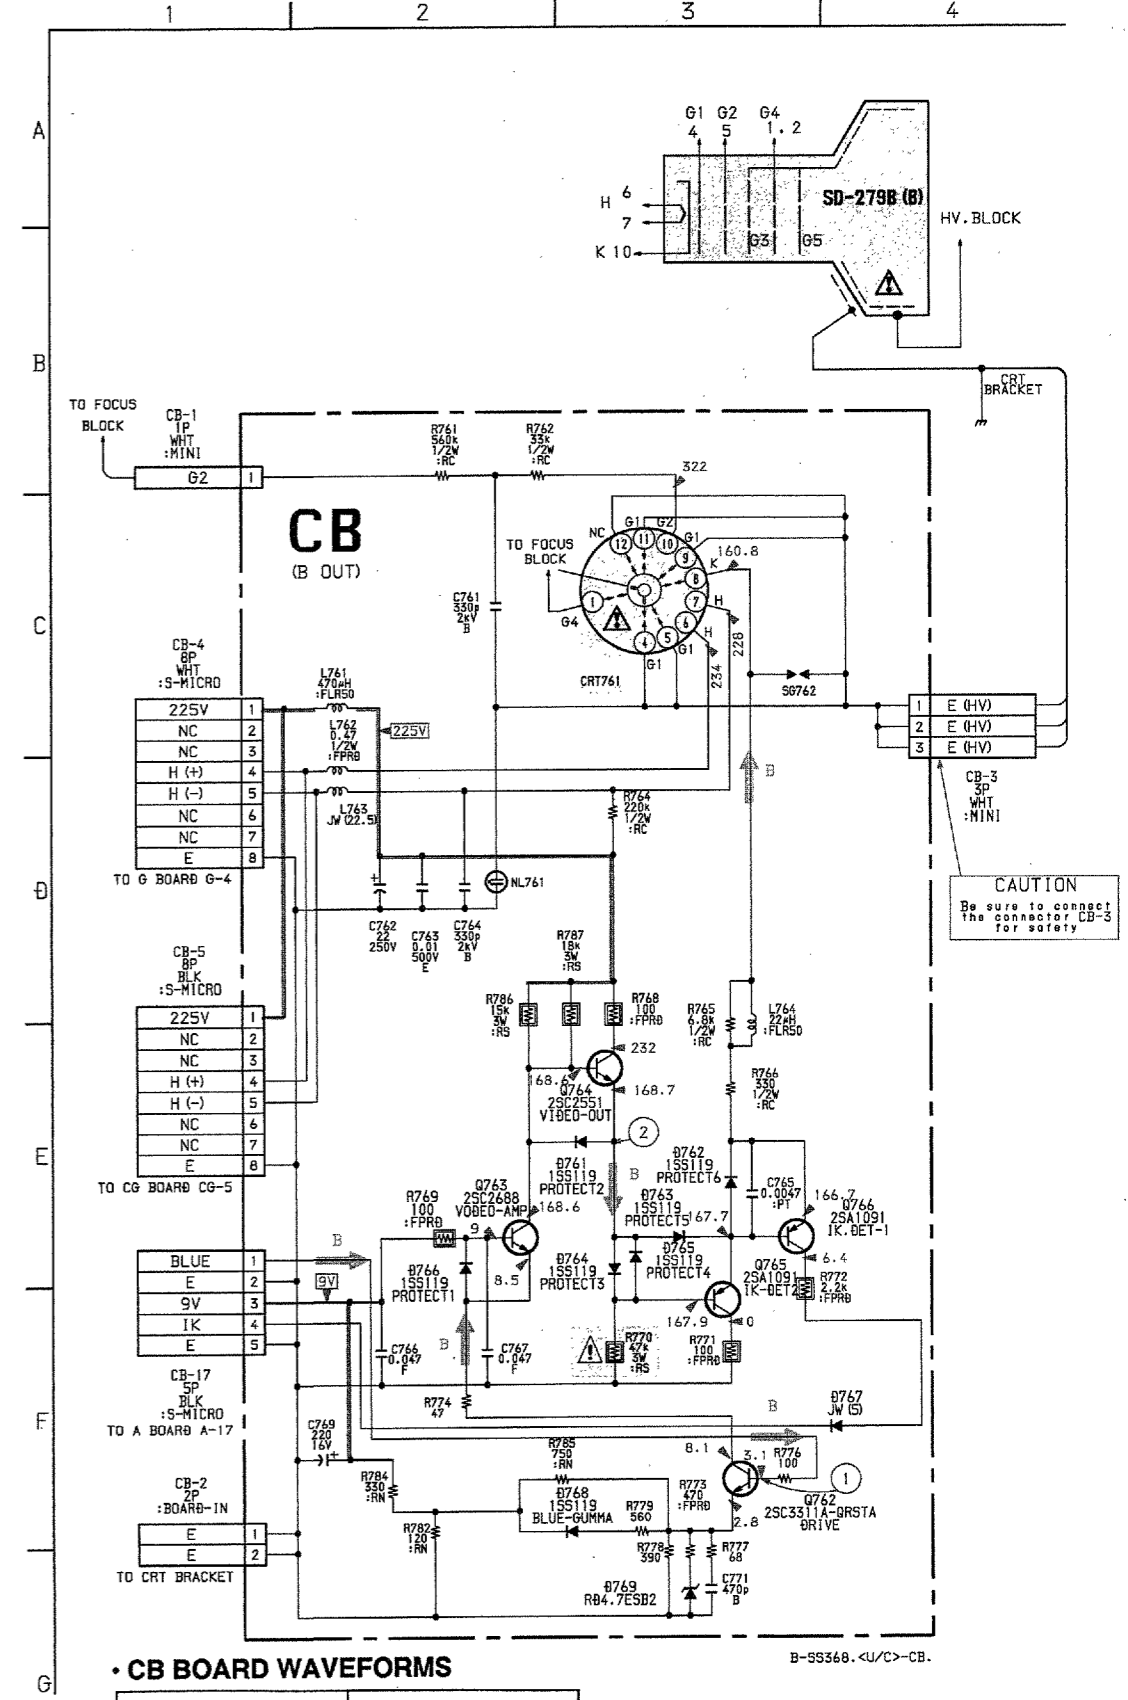 1 2 3 4
A
G1 G2 G4
4 5 1.2
H 6
7
K 10
G3 G5
SD-279B (B)
HV.BLOCK
B
CRT
BRACKET
TO FOCUS
BLOCK
CB-1
1P
WHT
:MINI
G2 1
R761
560k
1/2W
:RC
R762
33k
1/2W
:RC
322
CB
(B OUT)
TO FOCUS
BLOCK
NC
G1
G2
G1
12
11
10
9
8
7
6
5
4
1
K
160.8
H
H
G4
G1
G1
228
234
CRT761
SG762
C
C761
330p
2kV
B
CB-4
8P
WHT
:S-MICRO
225V 1
NC 2
NC 3
H (+) 4
H (-) 5
NC 6
NC 7
E 8
TO G BOARD G-4
L761
470µH
:FLR50
L762
0.47
1/2W
:FPRD
L763
JW (22.5)
225V
1 E (HV)
2 E (HV)
3 E (HV)
CB-3
3P
WHT
:MINI
B
R764
220k
1/2W
:RC
D
CAUTION
Be sure to connect
the connector CB-3
for safety
NL761
C762
22
250V
C763
0.01
500V
E
C764
330p
2kV
B
CB-5
8P
BLK
:S-MICRO
225V 1
NC 2
NC 3
H (+) 4
H (-) 5
NC 6
NC 7
E 8
TO CG BOARD CG-5
R787
18k
3W
:RS
R786
15k
3W
:RS
R768
100
:FPRD
R765
6.8k
1/2W
:RC
L764
22µH
:FLR50
232
168.6
Q764
2SC2551
VIDEO-OUT
168.7
R766
330
1/2W
:RC
E
2
D761
1SS119
PROTECT2
B
D762
1SS119
PROTECT6
D763
1SS119
PROTECT5
C765
0.0047
:PT
166.7
Q766
2SA1091
IK.DET-1
167.7
R769
100
:FPRD
Q763
2SC2688
VODEO-AMP
168.6
9
8.5
D766
1SS119
PROTECT1
D764
1SS119
PROTECT3
D765
1SS119
PROTECT4
Q765
2SA1091
IK-DET2
6.4
R772
2.2k
:FPRD
167.9
0
B
BLUE 1
E 2
9V 3
IK 4
E 5
9V
CB-17
5P
BLK
:S-MICRO
TO A BOARD A-17
C766
0.047
F
B
C767
0.047
F
R770
47k
3W
:RS
R771
100
:FPRD
R774
47
F
D767
JW (5)
B
C769
220
16V
R785
750
:RN
8.1
3.1
R776
100
1
Q762
2SC3311A-QRSTA
DRIVE
R784
330
:RN
D768
1SS119
BLUE-GUMMA
R779
560
R773
470
:FPRD
2.8
CB-2
2P
:BOARD-IN
E 1
E 2
TO CRT BRACKET
R782
120
:RN
R778
390
R777
68
D769
RD4.7ESB2
C771
470p
B
B-SS368.<U/C>-CB.
G
• CB BOARD WAVEFORMS